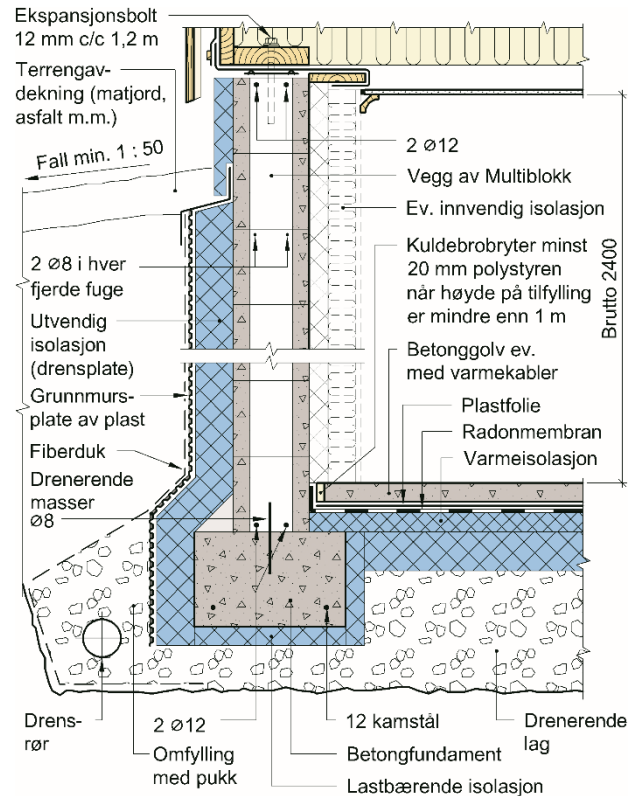 Ekspansjonsbolt
12 mm c/c 1,2 m
Terrengav-
dekning (matjord,
asfalt m.m.)
Fall min. 1 : 50
2 ⌀8 i hver
fjerde fuge
Utvendig
isolasjon
(drensplate)
Grunnmurs-
plate av plast
Fiberduk
Drenerende
masser
⌀8
2 ⌀12
Vegg av Multiblokk
Ev. innvendig isolasjon
Kuldebrobryter minst
20 mm polystyren
når høyde på tilfylling
er mindre enn 1 m
Betonggolv ev.
med varmekabler
Plastfolie
Radonmembran
Varmeisolasjon
Brutto 2400
Drens-
rør
2 ⌀12
Omfylling
med pukk
12 kamstål
Betongfundament
Lastbærende isolasjon
Drenerende
lag